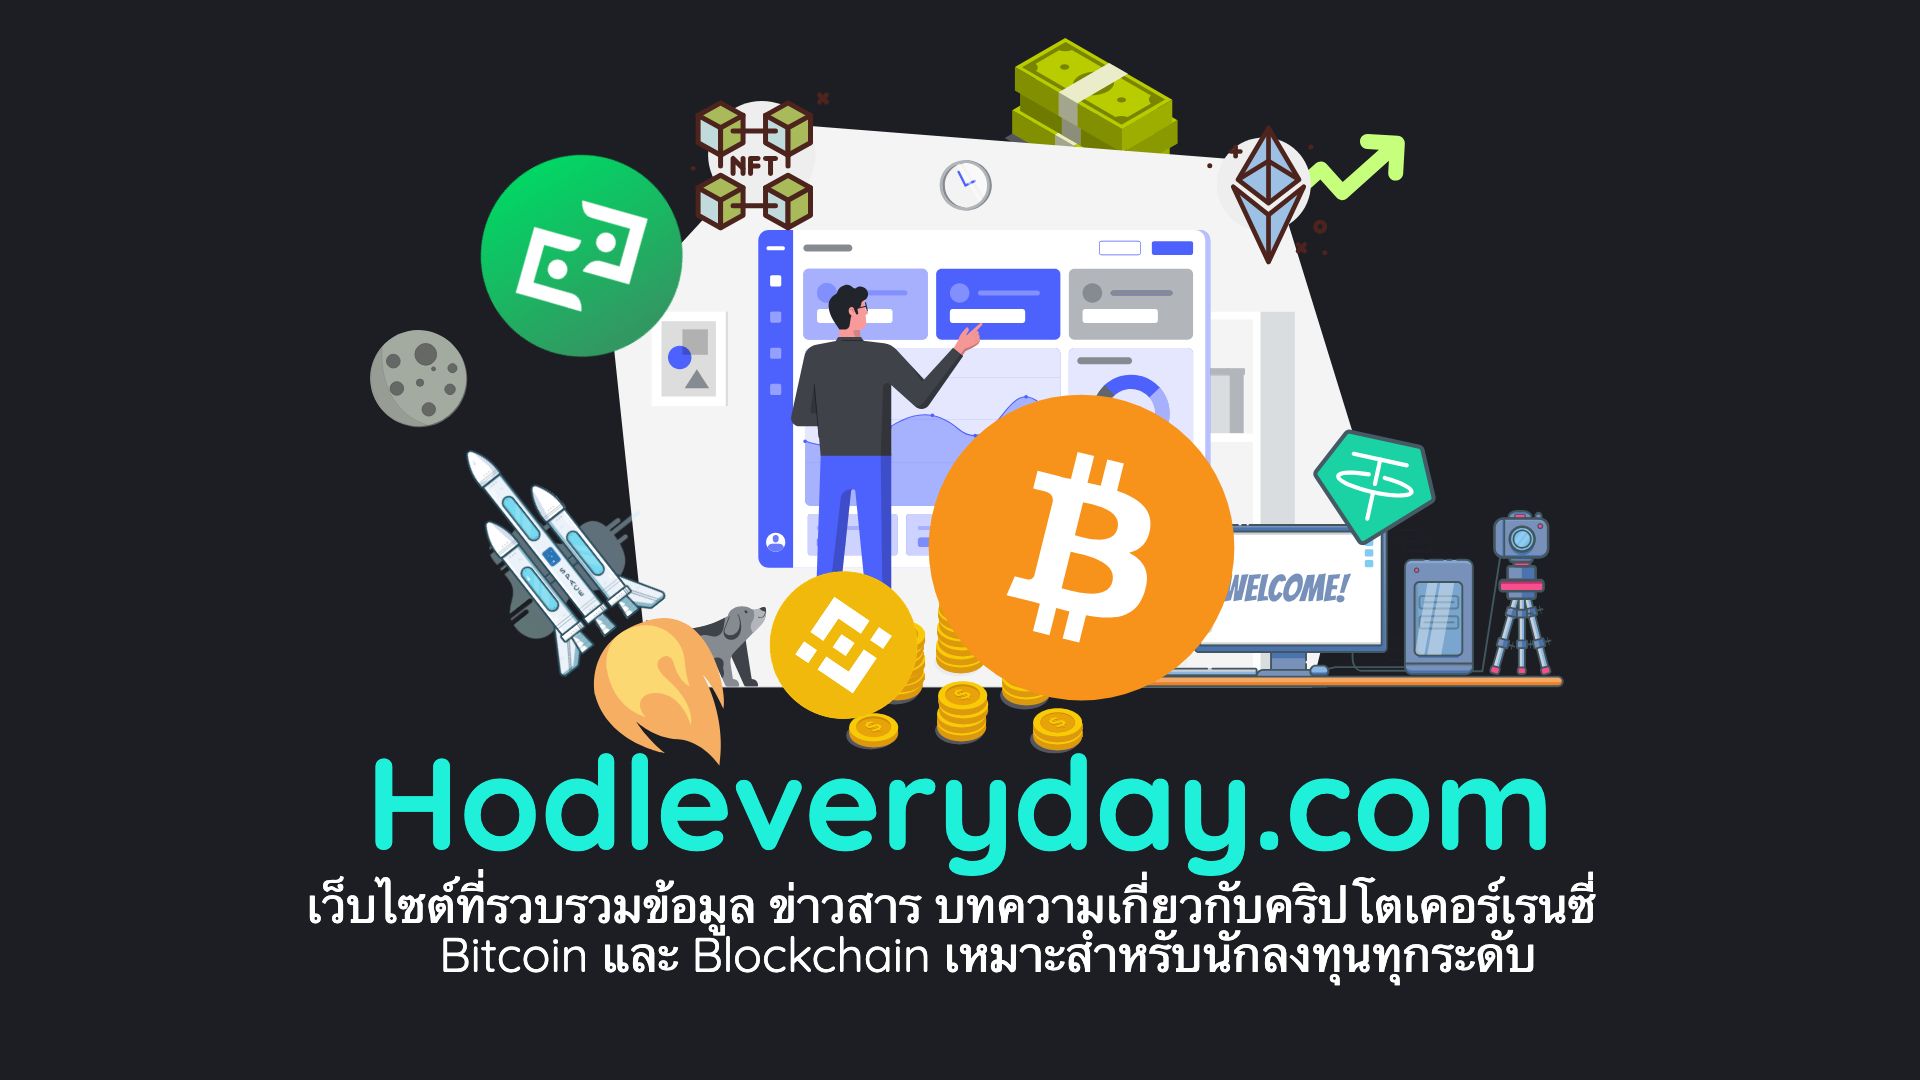 NFT
SPACE
WELCOME!
Hodleveryday.com
เว็บไซต์ที่รวบรวมข้อมูล ข่าวสาร บทความเกี่ยวกับคริปโตเคอร์เรนซี่
Bitcoin และ Blockchain เหมาะสำหรับนักลงทุนทุกระดับ